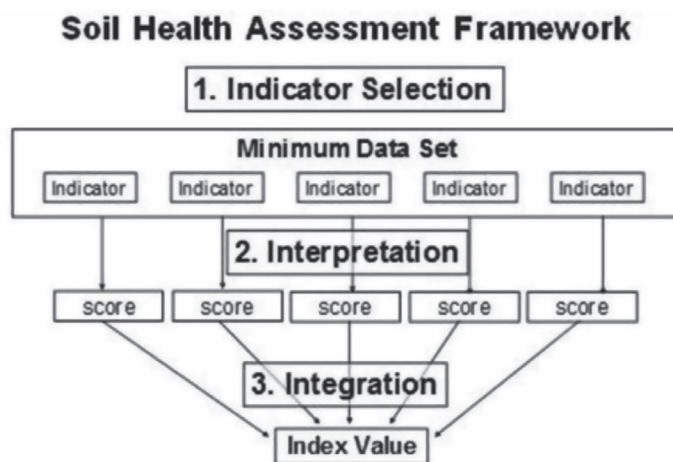 Soil Health Assessment Framework
1. Indicator Selection
Minimum Data Set
Indicator Indicator Indicator Indicator Indicator
2. Interpretation
score score score score score
3. Integration
Index Value